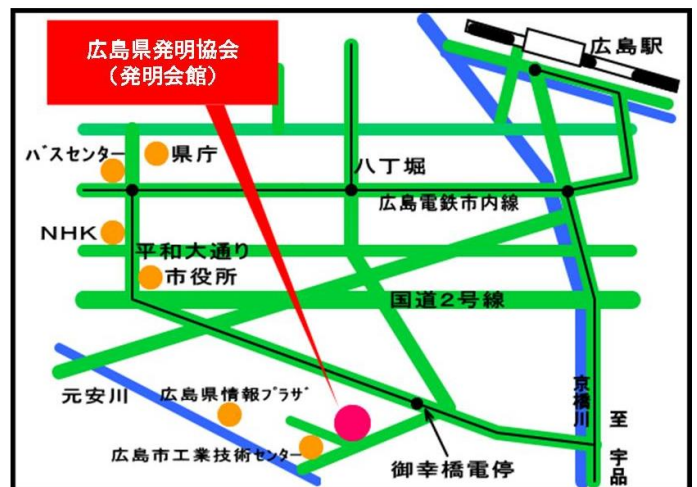 広島県発明協会
（発明会館）
広島駅
バスセンター
県庁
八丁堀
広島電鉄市内線
NHK
平和大通り
市役所
国道２号線
元安川
広島県情報ﾌﾟﾗｻﾞ
京橋川
至 宇品
広島市工業技術ｾﾝﾀｰ
御幸橋電停